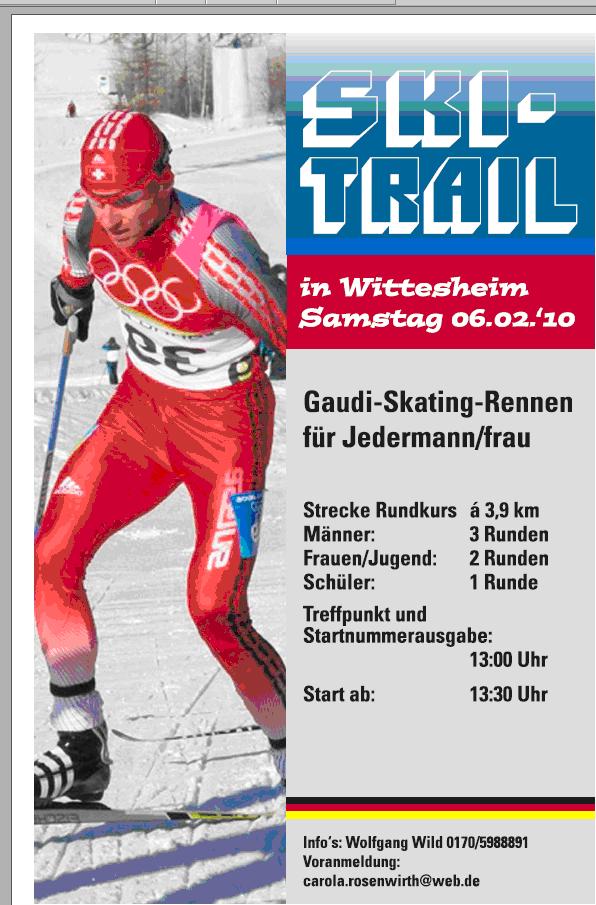 SKI-
TRAIL
in Wittesheim
Samstag 06.02.‘10
Gaudi-Skating-Rennen
für Jedermann/frau
Strecke Rundkurs á 3,9 km
Männer: 3 Runden
Frauen/Jugend: 2 Runden
Schüler: 1 Runde
Treffpunkt und
Startnummerausgabe:
13:00 Uhr
Start ab: 13:30 Uhr
Info's: Wolfgang Wild 0170/5988891
Voranmeldung:
carola.rosenwirth@web.de